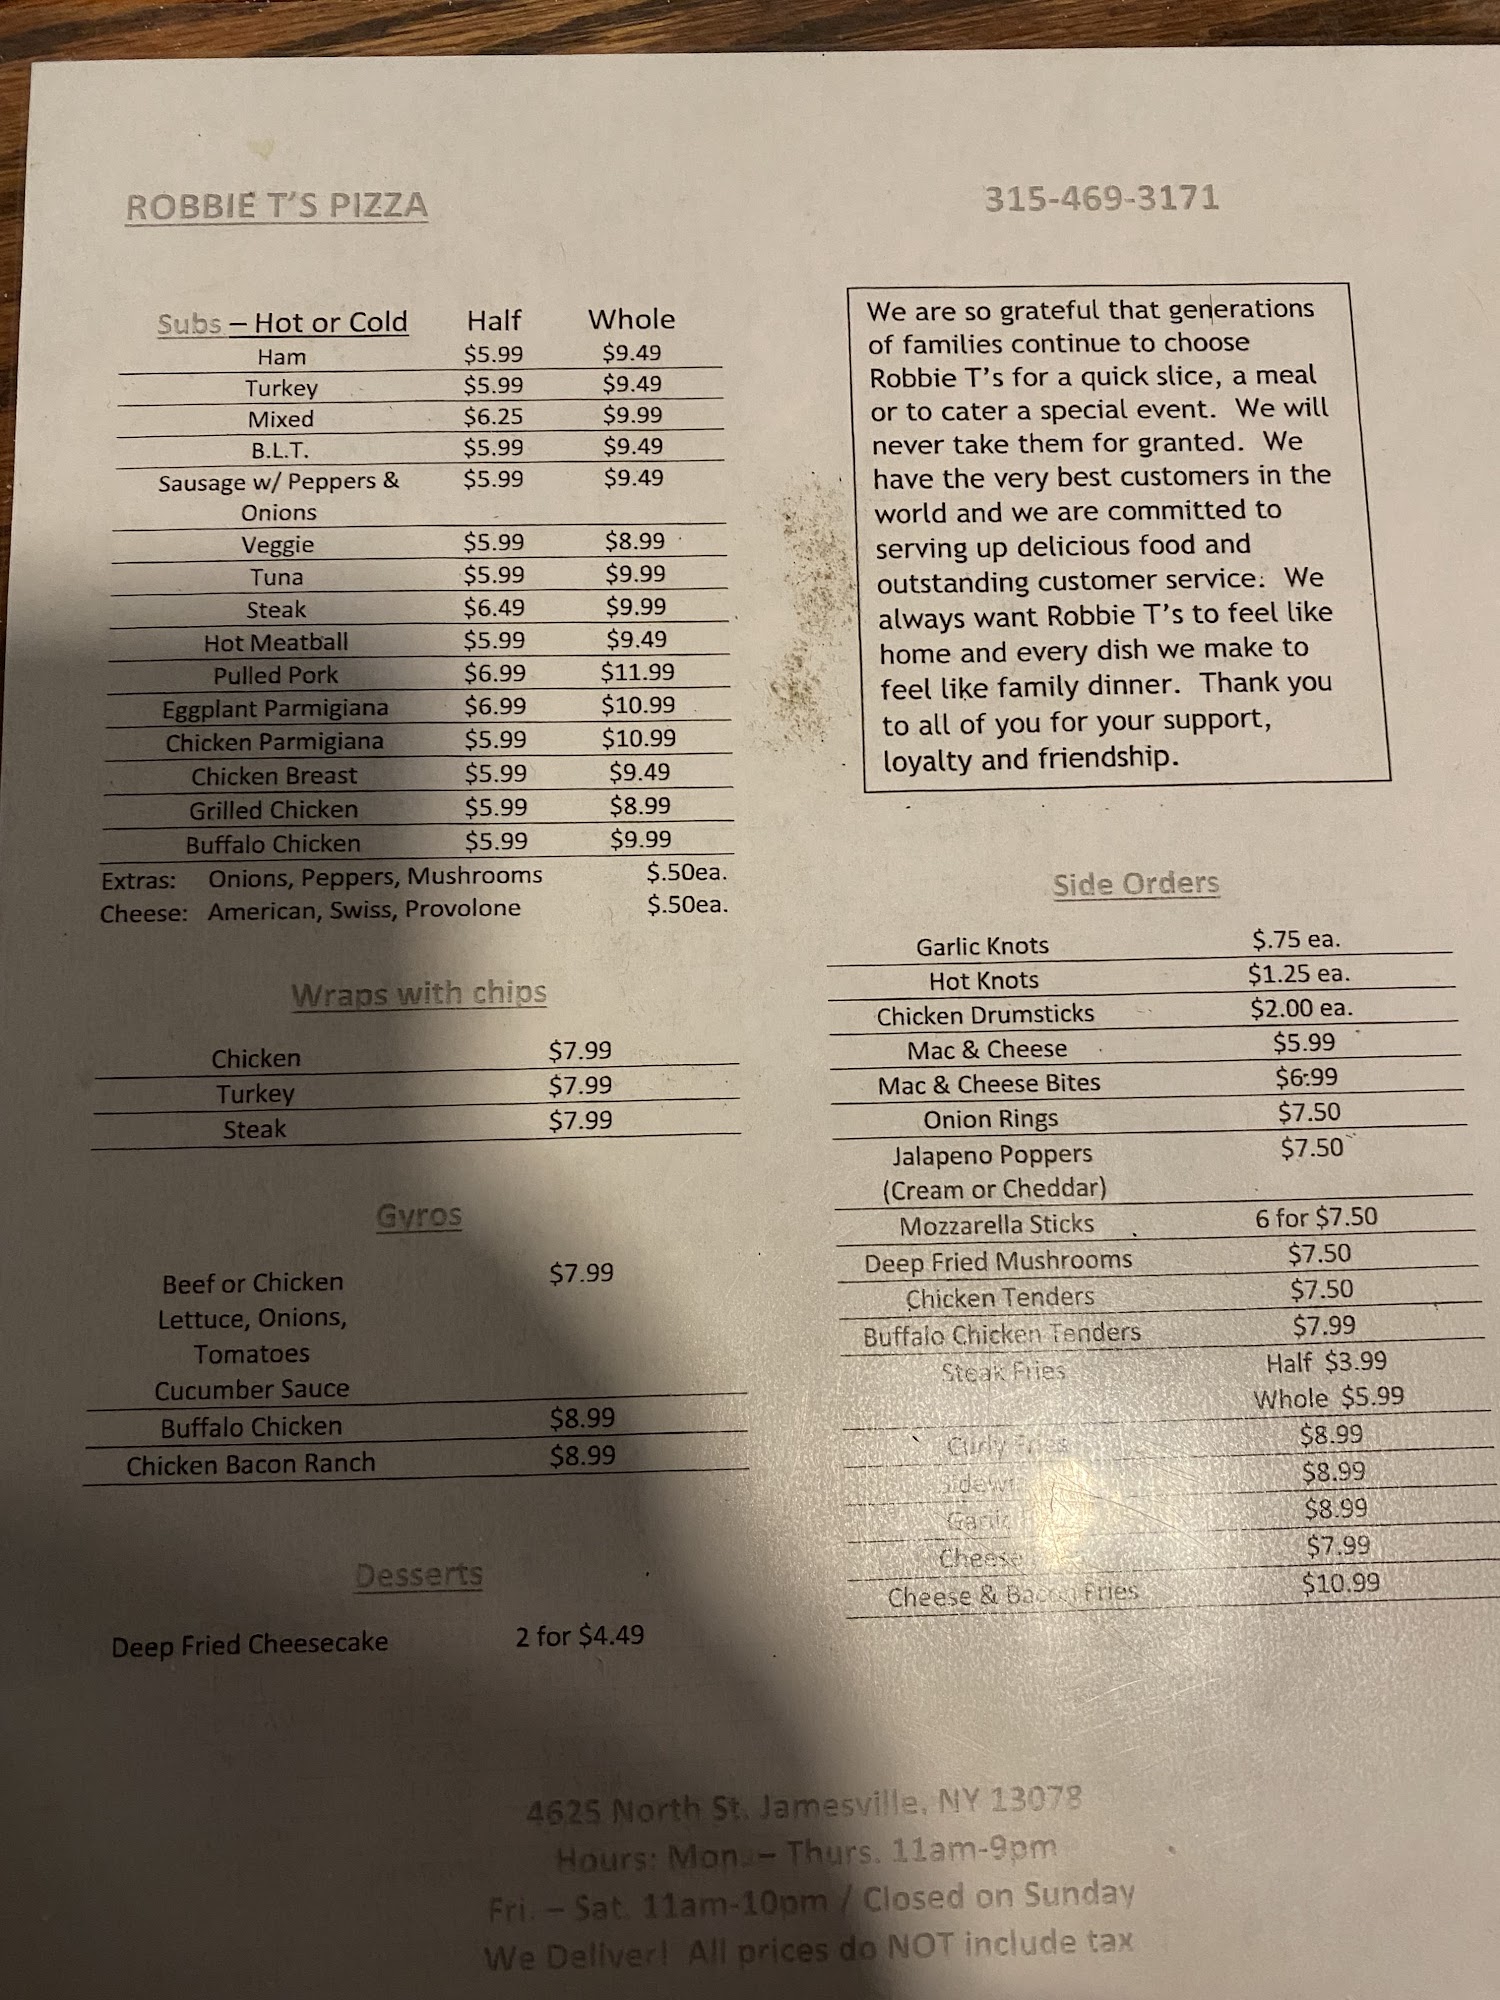 ROBBIE T'S PIZZA 315-469-3171
Subs – Hot or Cold Half Whole
Ham $5.99 $9.49
Turkey $5.99 $9.49
Mixed $6.25 $9.99
B.L.T. $5.99 $9.49
Sausage w/ Peppers & $5.99 $9.49
Onions
Veggie $5.99 $8.99
Tuna $5.99 $9.99
Steak $6.49 $9.99
Hot Meatball $5.99 $9.49
Pulled Pork $6.99 $11.99
Eggplant Parmigiana $6.99 $10.99
Chicken Parmigiana $5.99 $10.99
Chicken Breast $5.99 $9.49
Grilled Chicken $5.99 $8.99
Buffalo Chicken $5.99 $9.99
Extras: Onions, Peppers, Mushrooms $.50ea.
Cheese: American, Swiss, Provolone $.50ea.
Wraps with chips
Chicken $7.99
Turkey $7.99
Steak $7.99
Gyros
Beef or Chicken $7.99
Lettuce, Onions,
Tomatoes
Cucumber Sauce
Buffalo Chicken $8.99
Chicken Bacon Ranch $8.99
Desserts
Deep Fried Cheesecake 2 for $4.49
We are so grateful that generations
of families continue to choose
Robbie T's for a quick slice, a meal
or to cater a special event. We will
never take them for granted. We
have the very best customers in the
world and we are committed to
serving up delicious food and
outstanding customer service. We
always want Robbie T's to feel like
home and every dish we make to
feel like family dinner. Thank you
to all of you for your support,
loyalty and friendship.
Side Orders
Garlic Knots $.75 ea.
Hot Knots $1.25 ea.
Chicken Drumsticks $2.00 ea.
Mac & Cheese $5.99
Mac & Cheese Bites $6.99
Onion Rings $7.50
Jalapeno Poppers $7.50
(Cream or Cheddar)
Mozzarella Sticks 6 for $7.50
Deep Fried Mushrooms $7.50
Chicken Tenders $7.50
Buffalo Chicken Tenders $7.99
Steak Fries Half $3.99
Whole $5.99
Curly Fries $8.99
$8.99
Garlic $8.99
Cheese $7.99
Cheese & Bacon Fries $10.99
4625 North St. Jamesville, NY 13078
Hours: Mon. – Thurs. 11am-9pm
Fri. – Sat. 11am-10pm / Closed on Sunday
We Deliver! All prices do NOT include tax